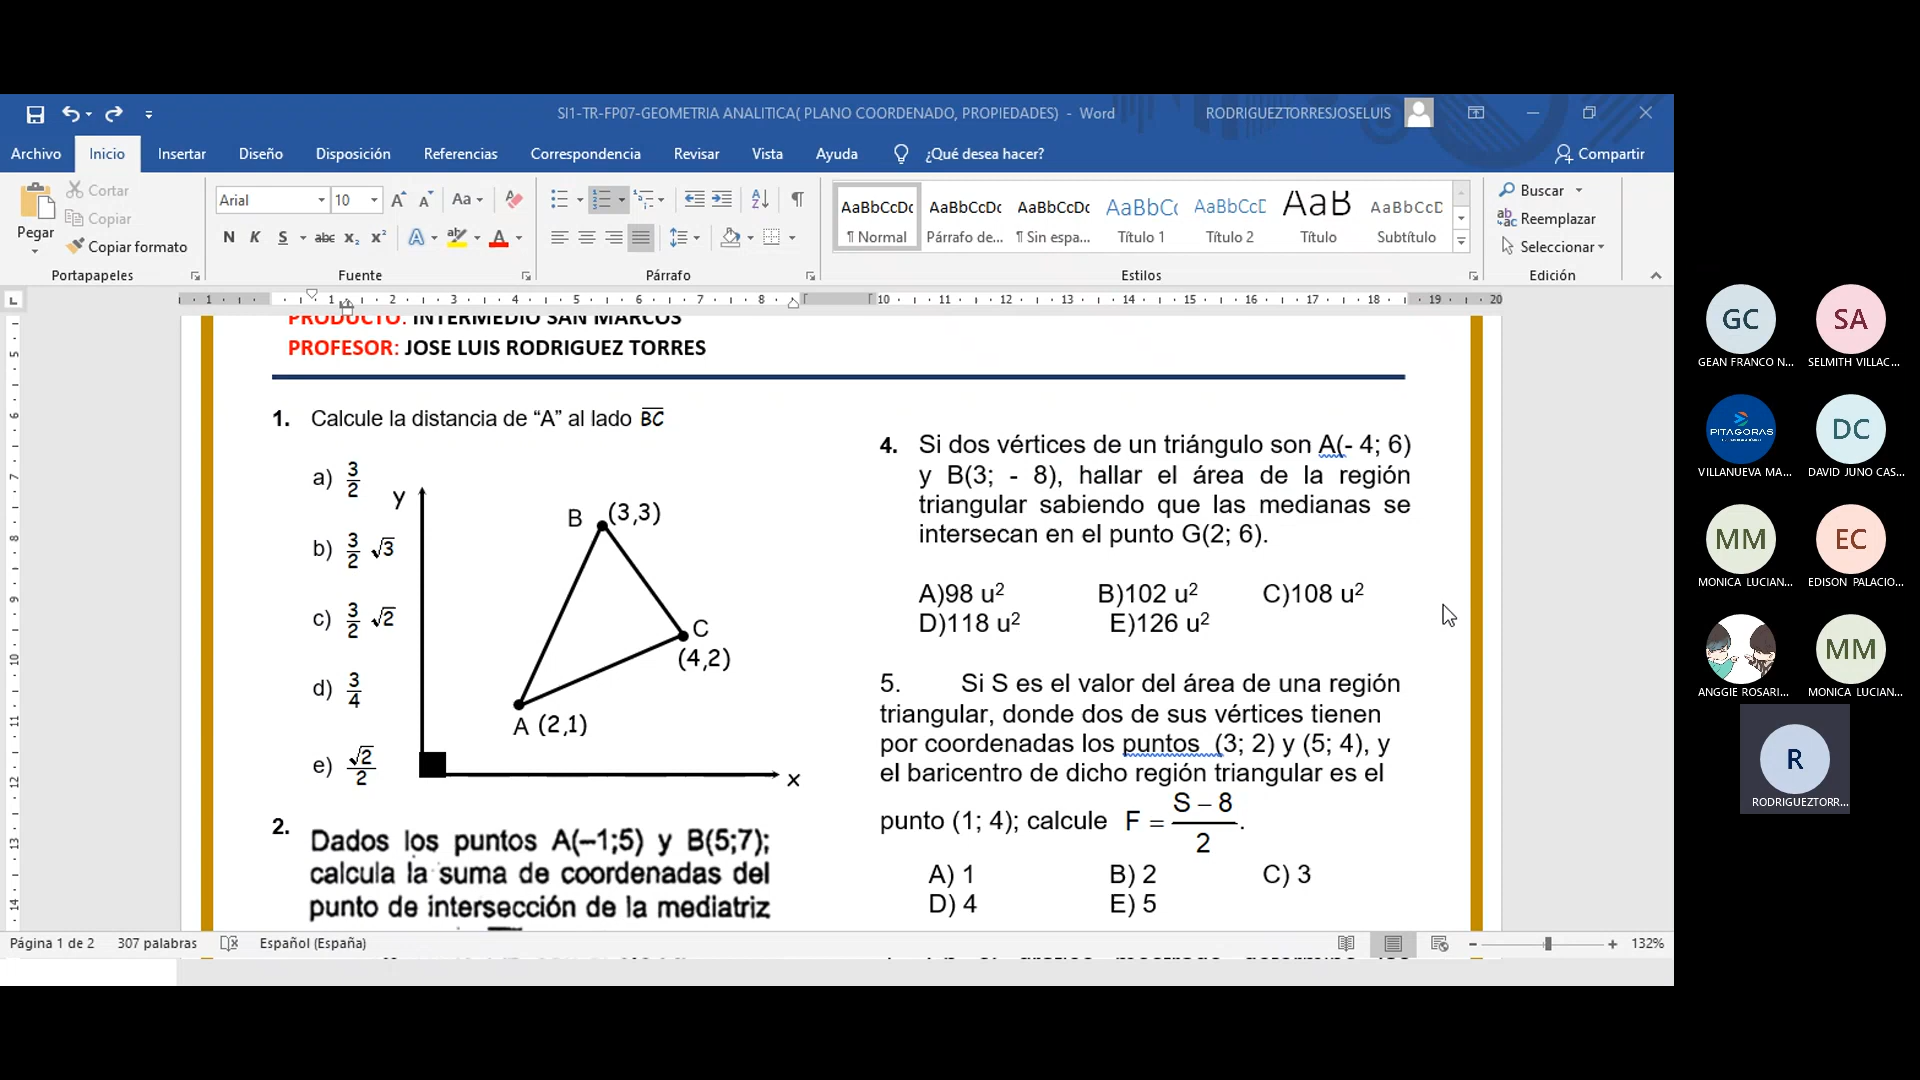 SI1-TR-FP07-GEOMETRIA ANALITICA( PLANO COORDENADO, PROPIEDADES) - Word
RODRIGUEZTORRESJOSELUIS
Archivo Inicio Insertar Diseño Disposición Referencias Correspondencia Revisar Vista Ayuda ¿Qué desea hacer? Compartir
Pegar
Cortar
Copiar
Copiar formato
Portapapeles
Arial 10
Aa
N K S abc x₂ x²
Fuente
Párrafo
AaBbCcDc AaBbCcDc AaBbCcDc AaBbC( AaBbCcD AaB AaBbCcD
¶ Normal Párrafo de... ¶ Sin espa... Título 1 Título 2 Título Subtítulo
Estilos
Buscar
Reemplazar
Seleccionar
Edición
PRODUCTO: INTERMEDIO SAN MARCOS
PROFESOR: JOSE LUIS RODRIGUEZ TORRES
1. Calcule la distancia de “A” al lado BC
a) 3/2
b) 3/2 √3
c) 3/2 √2
d) 3/4
e) √2/2
y
B (3,3)
C
(4,2)
A (2,1)
x
2. Dados los puntos A(–1;5) y B(5;7);
calcula la suma de coordenadas del
punto de intersección de la mediatriz
4. Si dos vértices de un triángulo son A(- 4; 6)
y B(3; - 8), hallar el área de la región
triangular sabiendo que las medianas se
intersecan en el punto G(2; 6).
A)98 u² B)102 u² C)108 u²
D)118 u² E)126 u²
5. Si S es el valor del área de una región
triangular, donde dos de sus vértices tienen
por coordenadas los puntos (3; 2) y (5; 4), y
el baricentro de dicho región triangular es el
punto (1; 4); calcule F = (S – 8)/2.
A) 1 B) 2 C) 3
D) 4 E) 5
Página 1 de 2 307 palabras Español (España) 132%
GC SA
GEAN FRANCO N... SELMITH VILLAC...
PITAGORAS DC
VILLANUEVA MA... DAVID JUNO CAS...
MM EC
MONICA LUCIAN... EDISON PALACIO...
MM
ANGGIE ROSARI... MONICA LUCIAN...
R
RODRIGUEZTORR...